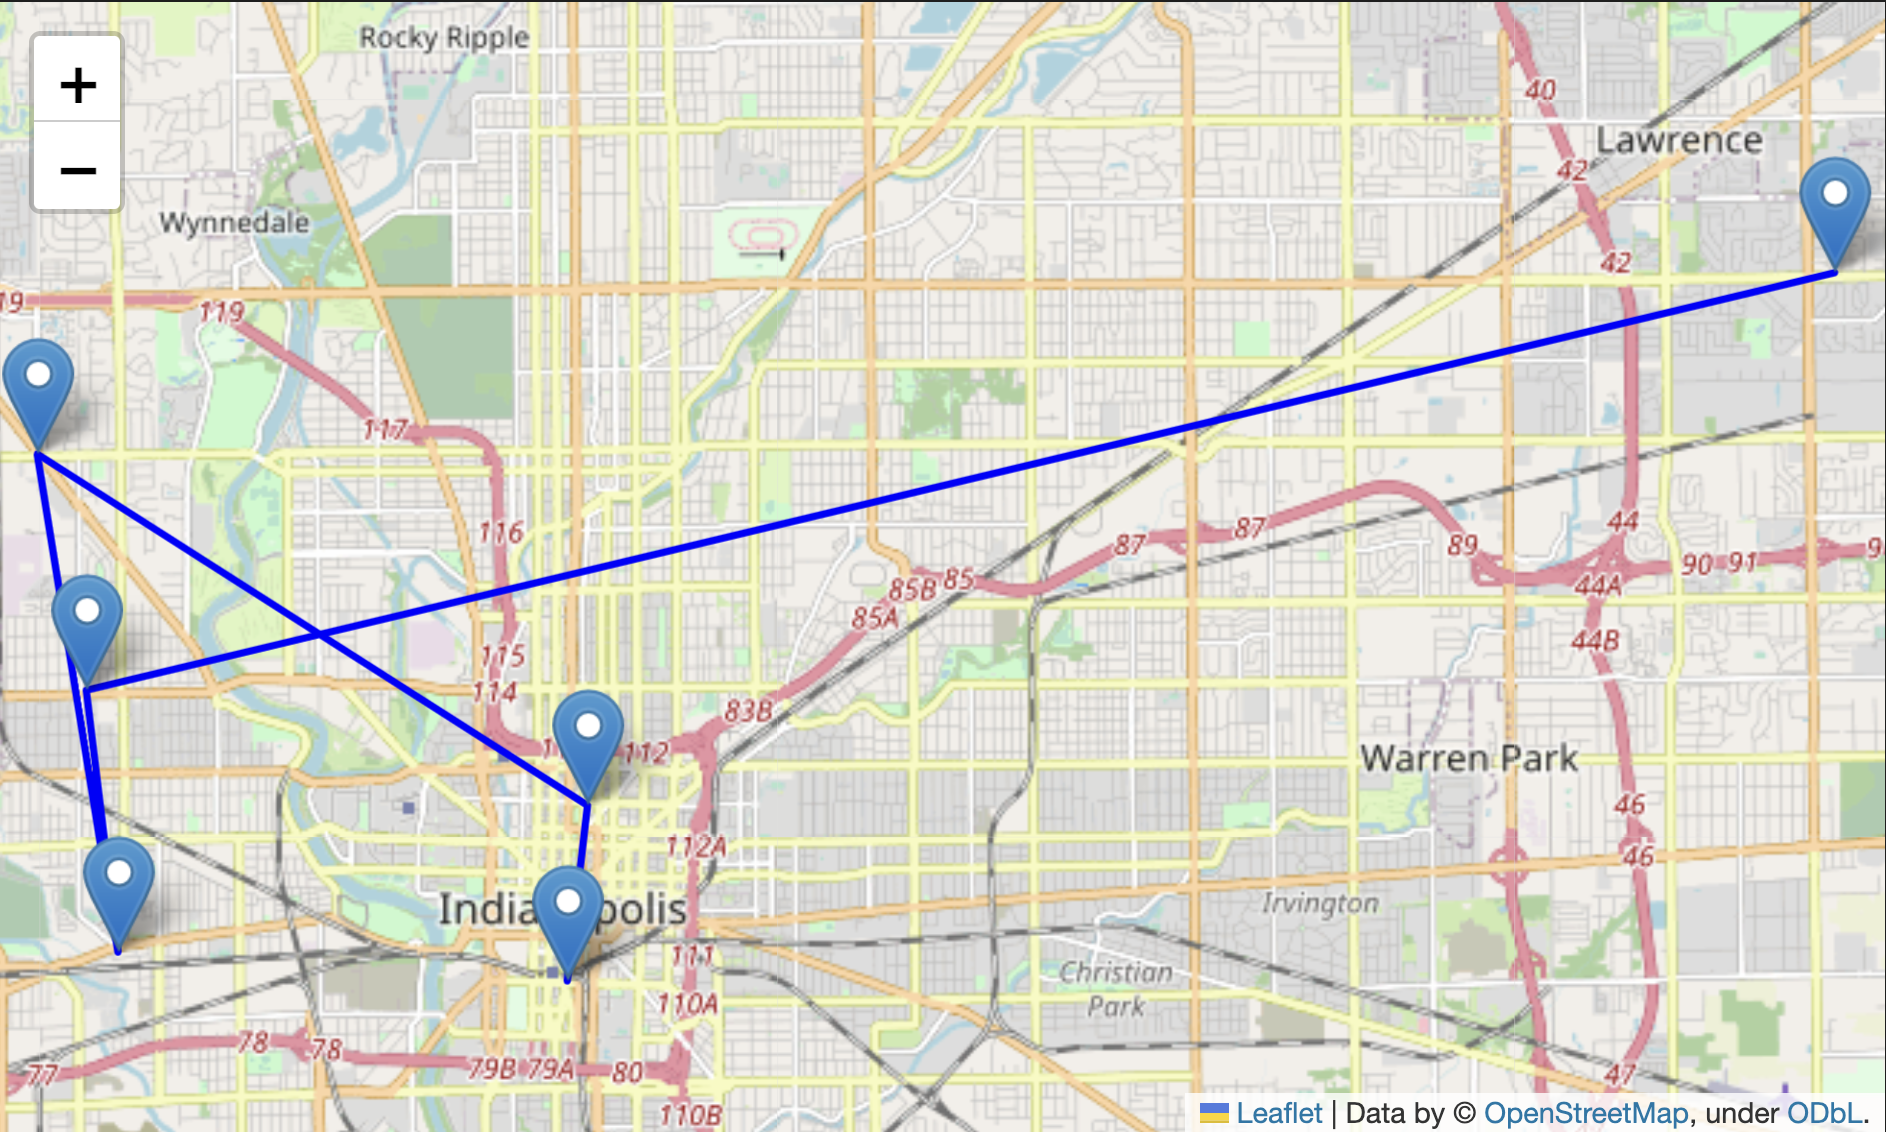 +
−
Rocky Ripple
Wynnedale
Lawrence
40
42
42
19
119
117
116
44
87
87
89
90
91
9
85B
85
85A
44A
44B
115
114
83B
112
Warren Park
46
46
112A
Irvington
India polis
111
Christian
Park
110A
78
78
77
79B
79A
80
47
110B
Leaflet | Data by © OpenStreetMap, under ODbL.